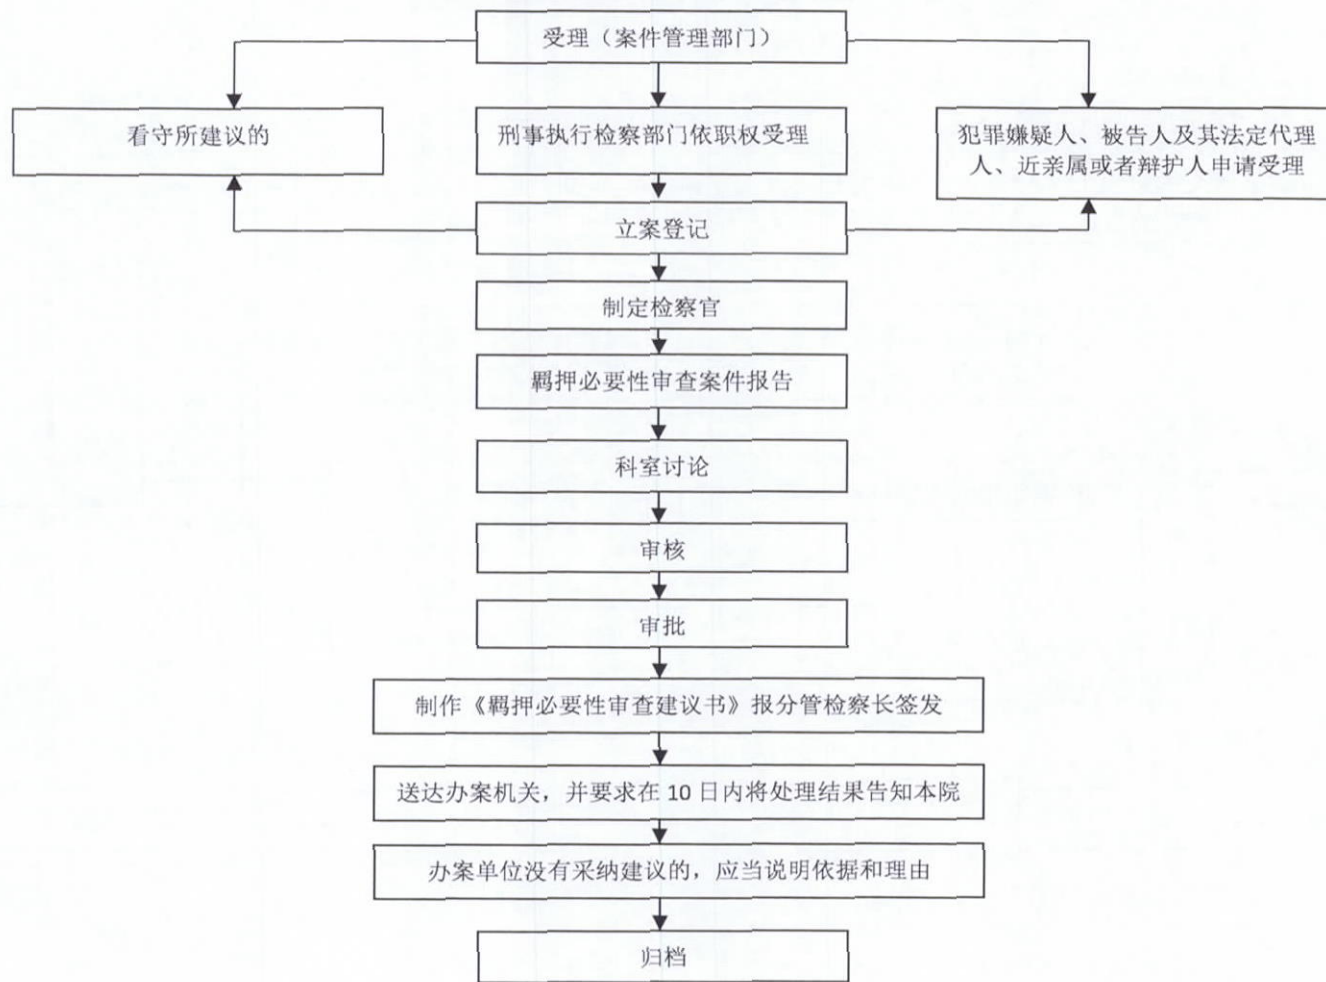 受理（案件管理部门）
看守所建议的
刑事执行检察部门依职权受理
犯罪嫌疑人、被告人及其法定代理
人、近亲属或者辩护人申请受理
立案登记
制定检察官
羁押必要性审查案件报告
科室讨论
审核
审批
制作《羁押必要性审查建议书》报分管检察长签发
送达办案机关，并要求在 10 日内将处理结果告知本院
办案单位没有采纳建议的，应当说明依据和理由
归档